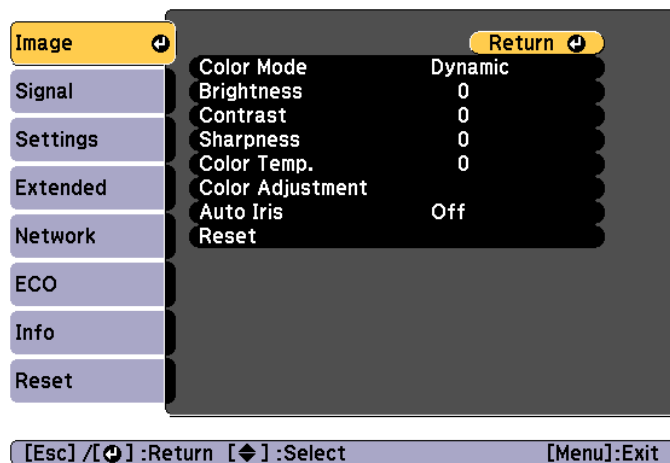 Image
Signal
Settings
Extended
Network
ECO
Info
Reset
Return
Color Mode Dynamic
Brightness 0
Contrast 0
Sharpness 0
Color Temp. 0
Color Adjustment
Auto Iris Off
Reset
[Esc] /[⏎] :Return [◆] :Select [Menu]:Exit